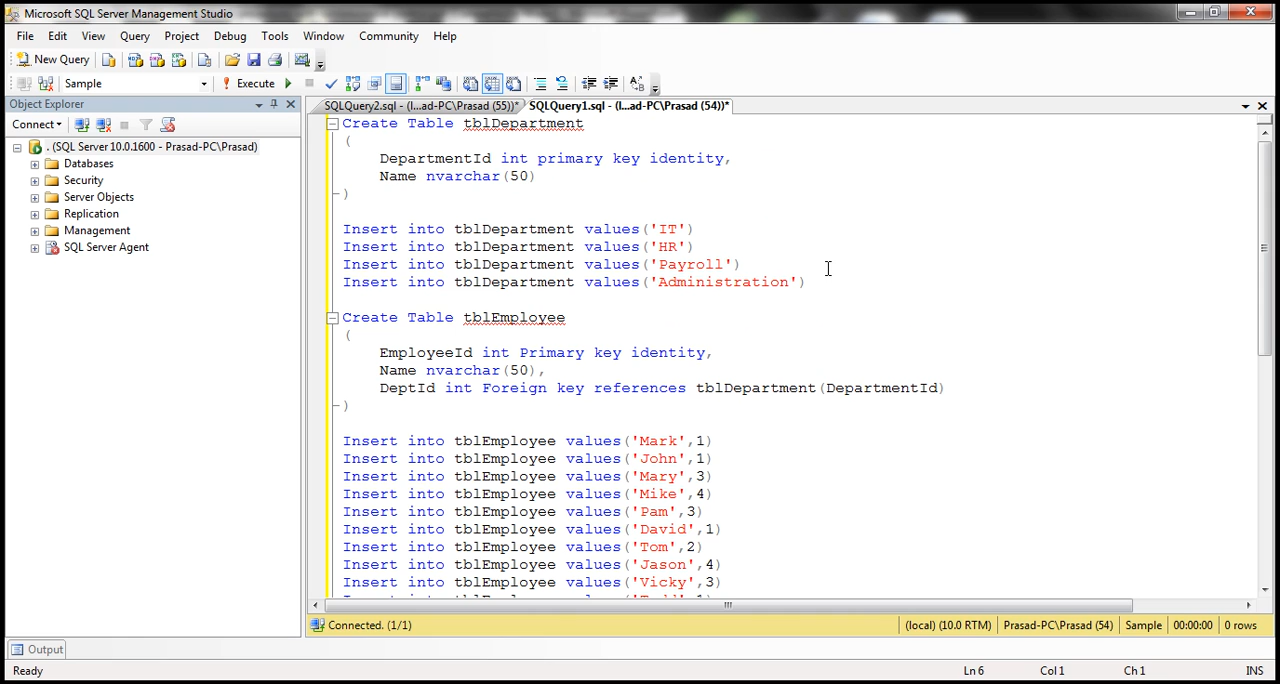 Microsoft SQL Server Management Studio
File Edit View Query Project Debug Tools Window Community Help
New Query
Sample Execute
Object Explorer
SQLQuery2.sql - (l...ad-PC\Prasad (55))* SQLQuery1.sql - (l...ad-PC\Prasad (54))*
Connect
. (SQL Server 10.0.1600 - Prasad-PC\Prasad)
Databases
Security
Server Objects
Replication
Management
SQL Server Agent
Create Table tblDepartment
(
DepartmentId int primary key identity,
Name nvarchar(50)
)
Insert into tblDepartment values('IT')
Insert into tblDepartment values('HR')
Insert into tblDepartment values('Payroll')
Insert into tblDepartment values('Administration')
Create Table tblEmployee
(
EmployeeId int Primary key identity,
Name nvarchar(50),
DeptId int Foreign key references tblDepartment(DepartmentId)
)
Insert into tblEmployee values('Mark',1)
Insert into tblEmployee values('John',1)
Insert into tblEmployee values('Mary',3)
Insert into tblEmployee values('Mike',4)
Insert into tblEmployee values('Pam',3)
Insert into tblEmployee values('David',1)
Insert into tblEmployee values('Tom',2)
Insert into tblEmployee values('Jason',4)
Insert into tblEmployee values('Vicky',3)
Connected. (1/1) (local) (10.0 RTM) Prasad-PC\Prasad (54) Sample 00:00:00 0 rows
Output
Ready Ln 6 Col 1 Ch 1 INS